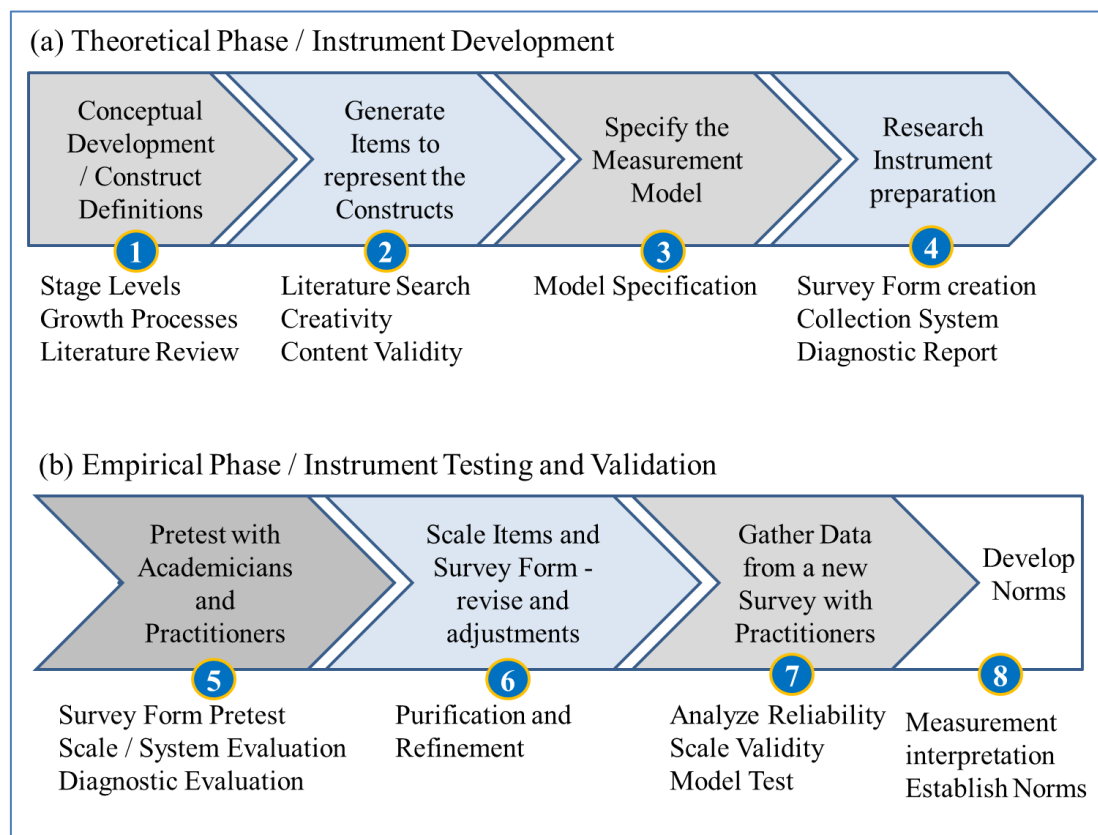 (a) Theoretical Phase / Instrument Development
Conceptual
Development
/ Construct
Definitions
1
Stage Levels
Growth Processes
Literature Review
Generate
Items to
represent the
Constructs
2
Literature Search
Creativity
Content Validity
Specify the
Measurement
Model
3
Model Specification
Research
Instrument
preparation
4
Survey Form creation
Collection System
Diagnostic Report
(b) Empirical Phase / Instrument Testing and Validation
Pretest with
Academicians
and
Practitioners
5
Survey Form Pretest
Scale / System Evaluation
Diagnostic Evaluation
Scale Items and
Survey Form -
revise and
adjustments
6
Purification and
Refinement
Gather Data
from a new
Survey with
Practitioners
7
Analyze Reliability
Scale Validity
Model Test
Develop
Norms
8
Measurement
interpretation
Establish Norms